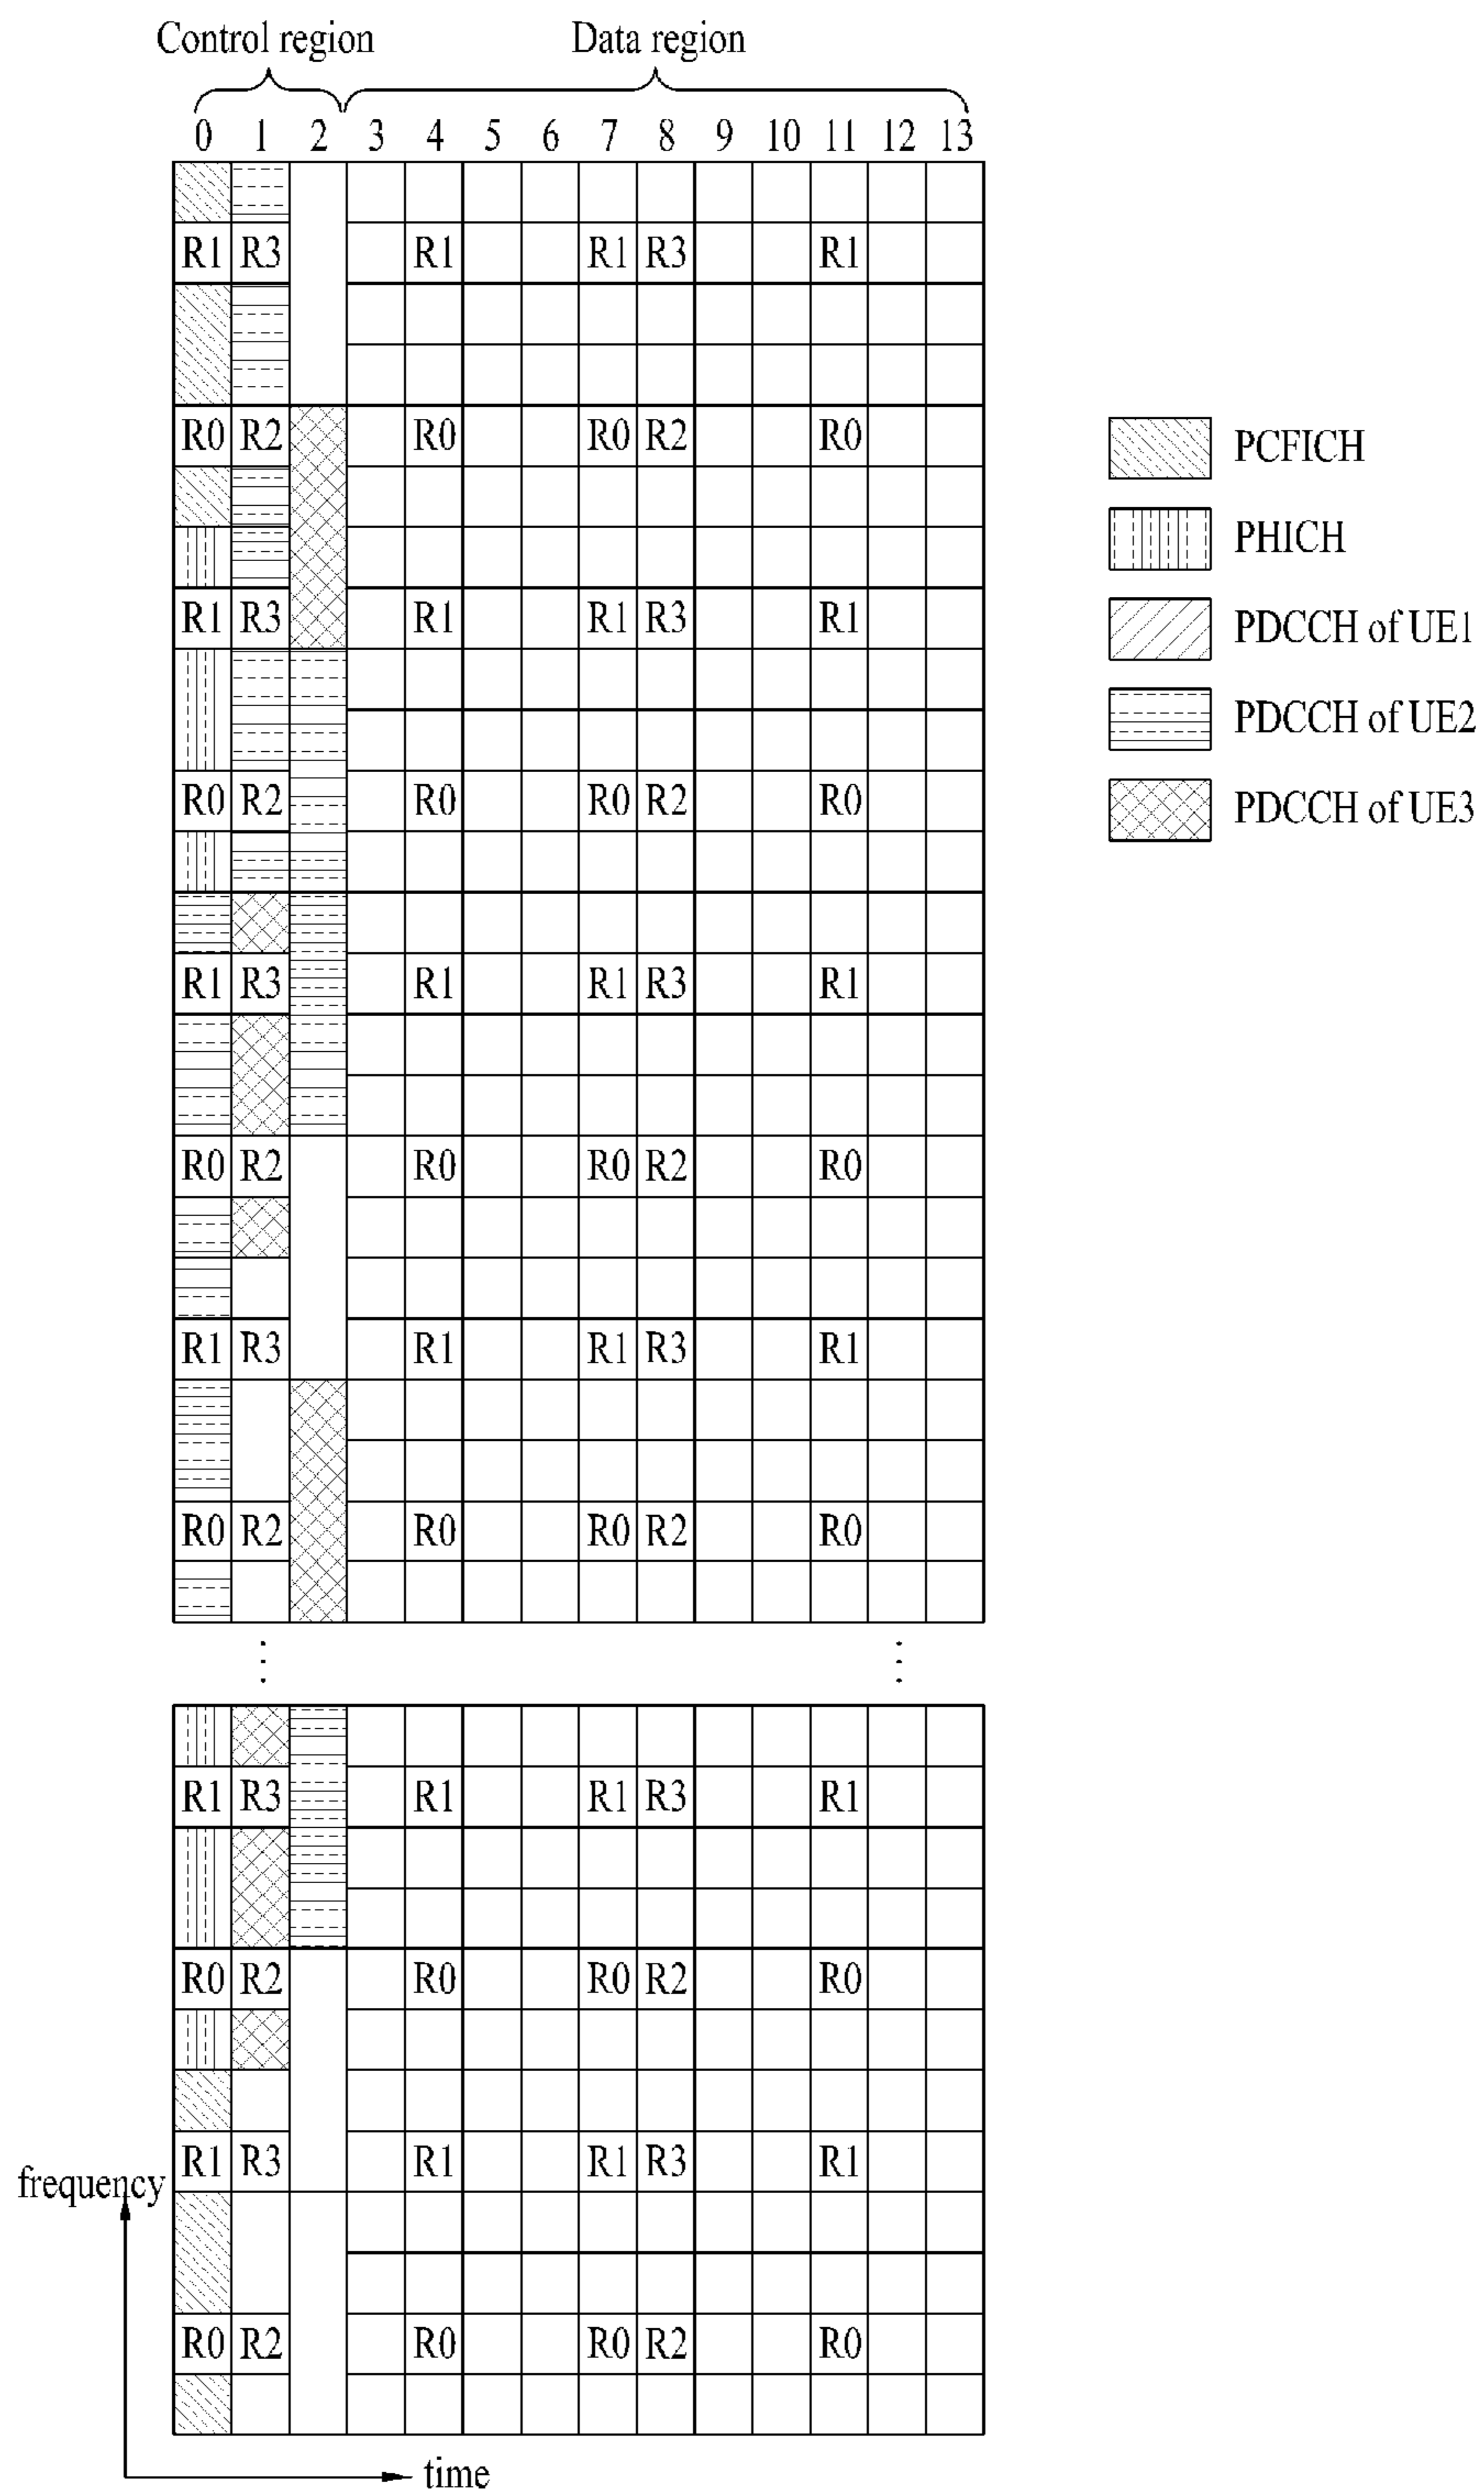 Control region Data region
0 1 2 3 4 5 6 7 8 9 10 11 12 13
R1 R3 R1 R1 R3 R1
R0 R2 R0 R0 R2 R0
R1 R3 R1 R1 R3 R1
R0 R2 R0 R0 R2 R0
R1 R3 R1 R1 R3 R1
R0 R2 R0 R0 R2 R0
R1 R3 R1 R1 R3 R1
R0 R2 R0 R0 R2 R0
R1 R3 R1 R1 R3 R1
R0 R2 R0 R0 R2 R0
R1 R3 R1 R1 R3 R1
R0 R2 R0 R0 R2 R0
PCFICH
PHICH
PDCCH of UE1
PDCCH of UE2
PDCCH of UE3
frequency
time